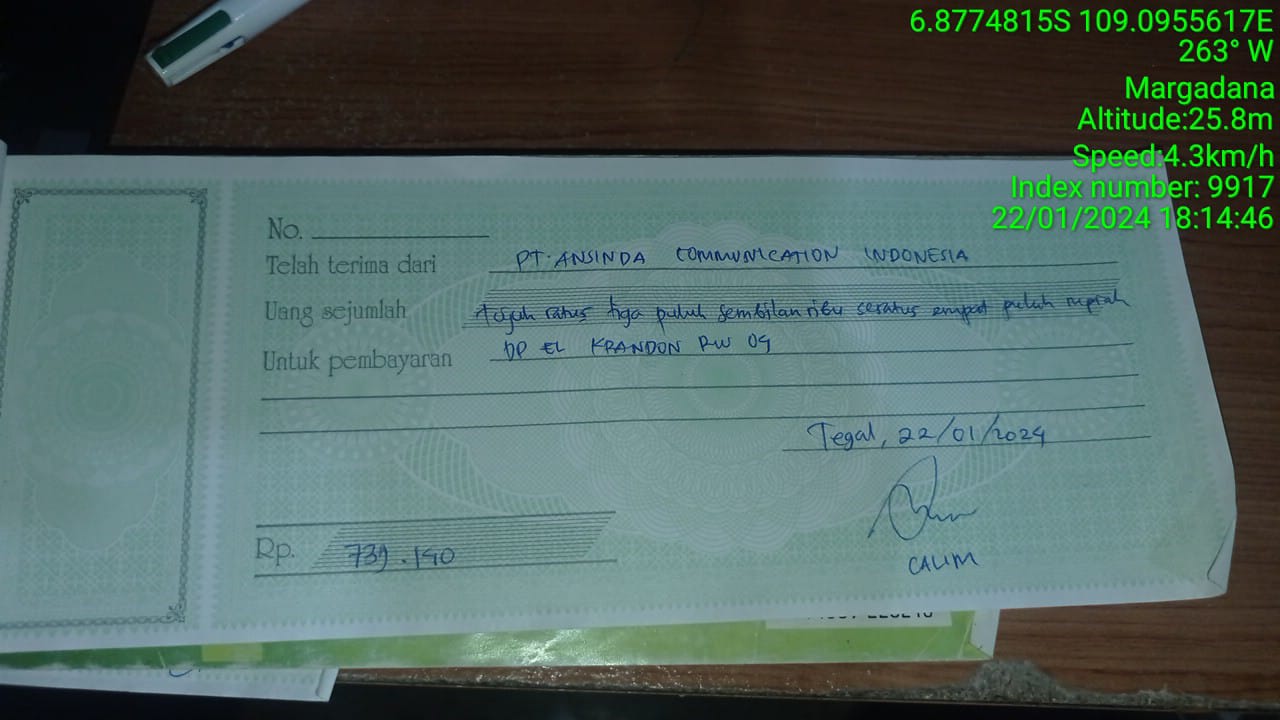 6.8774815S 109.0955617E
263° W
Margadana
Altitude:25.8m
Speed:4.3km/h
Index number: 9917
22/01/2024 18:14:46
No.
Telah terima dari PT. ANSINDA COMMUNICATION INDONESIA
Uang sejumlah tujuh ratus tiga puluh sembilan ribu seratus empat puluh rupiah
Untuk pembayaran DP EL KRANDON RW 04
Tegal, 22/01/2024
Rp. 739.140
CALIM